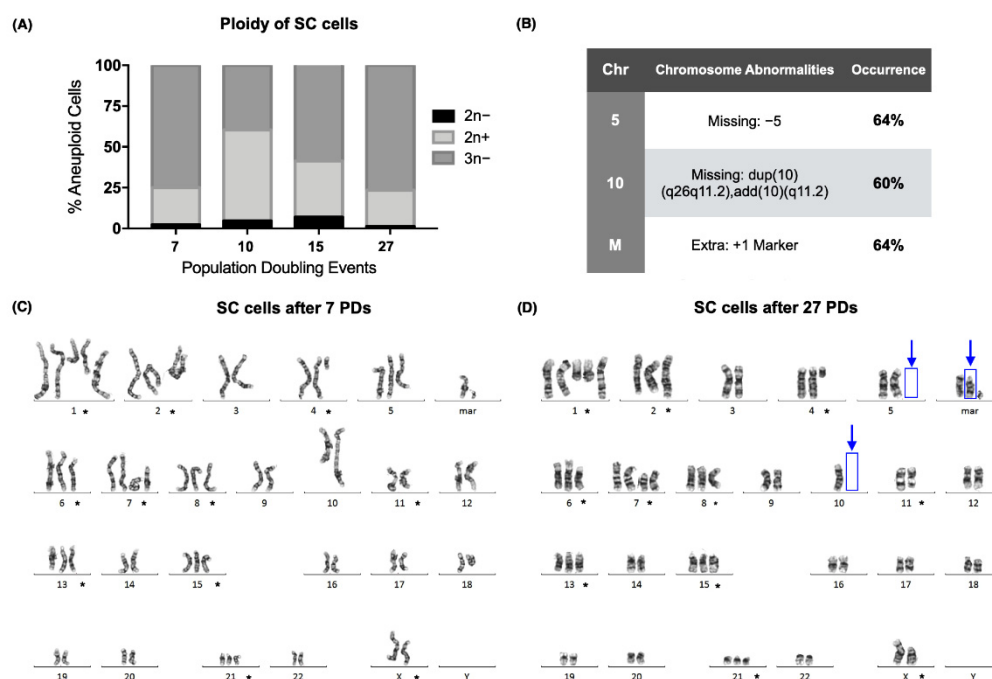 (A)
Ploidy of SC cells
100
75
50
25
0
% Aneuploid Cells
7 10 15 27
Population Doubling Events
2n−
2n+
3n−
(B)
Chr Chromosome Abnormalities Occurrence
5 Missing: −5 64%
10 Missing: dup(10)
(q26q11.2),add(10)(q11.2) 60%
M Extra: +1 Marker 64%
(C)
SC cells after 7 PDs
1 * 2 * 3 4 * 5 mar
6 * 7 * 8 * 9 10 11 * 12
13 * 14 15 * 16 17 18
19 20 21 * 22 X * Y
(D)
SC cells after 27 PDs
1 * 2 * 3 4 * 5 mar
6 * 7 * 8 * 9 10 11 * 12
13 * 14 15 * 16 17 18
19 20 21 * 22 X * Y